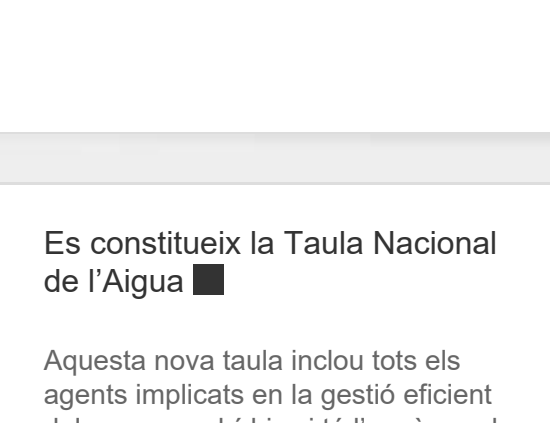 Es constitueix la Taula Nacional
de l’Aigua
Aquesta nova taula inclou tots els
agents implicats en la gestió eficient